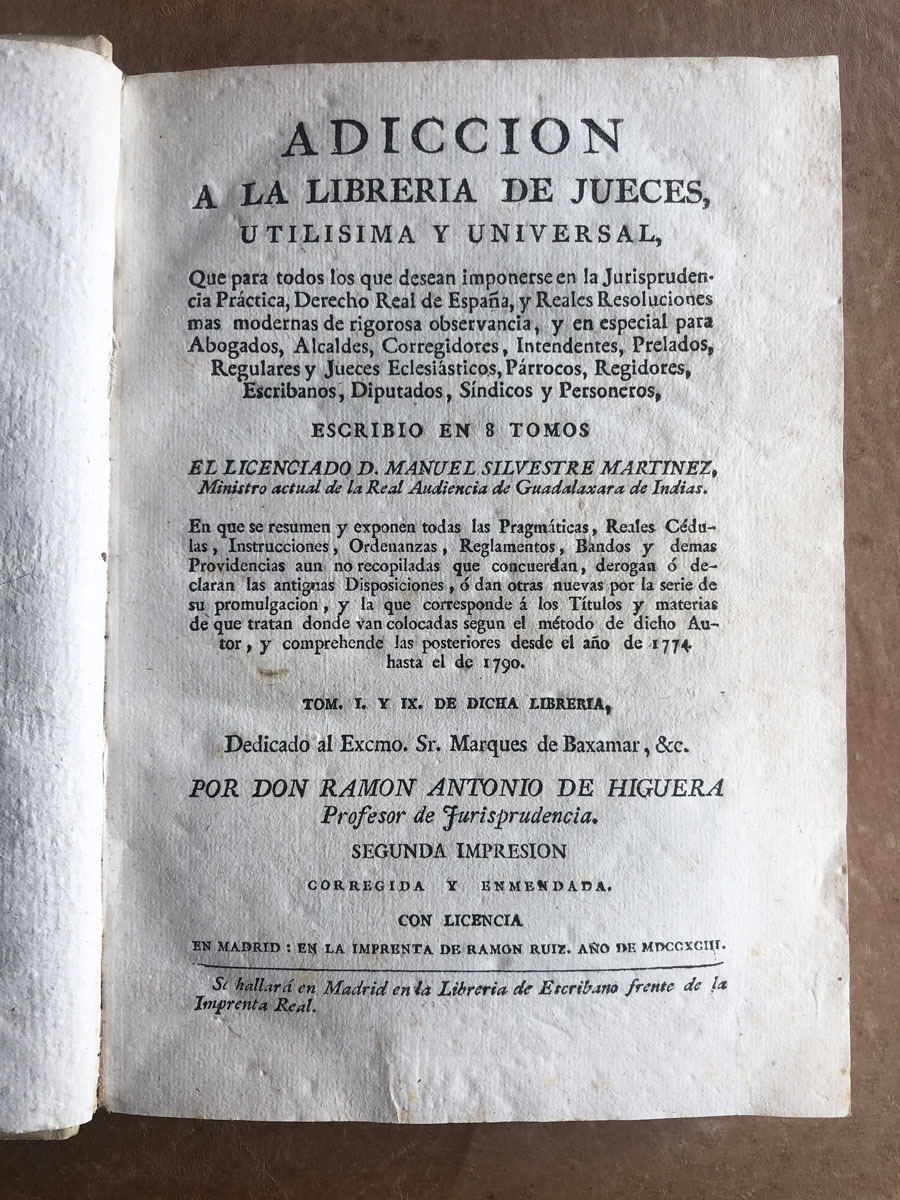 ADICCION
A LA LIBRERIA DE JUECES,
UTILISIMA Y UNIVERSAL,
Que para todos los que desean imponerse en la Jurispruden-
cia Práctica, Derecho Real de España, y Reales Resoluciones
mas modernas de rigorosa observancia, y en especial para
Abogados, Alcaldes, Corregidores, Intendentes, Prelados,
Regulares y Jueces Eclesiásticos, Párrocos, Regidores,
Escribanos, Diputados, Síndicos y Personeros,
ESCRIBIO EN 8 TOMOS
EL LICENCIADO D. MANUEL SILVESTRE MARTINEZ,
Ministro actual de la Real Audiencia de Guadalaxara de Indias.
En que se resumen y exponen todas las Pragmáticas, Reales Cédu-
las, Instrucciones, Ordenanzas, Reglamentos, Bandos y demas
Providencias aun no recopiladas que concuerdan, derogan ó de-
claran las antignas Disposiciones, ó dan otras nuevas por la serie de
su promulgacion, y la que corresponde á los Títulos y materias
de que tratan donde van colocadas segun el método de dicho Au-
tor, y comprehende las posteriores desde el año de 1774.
hasta el de 1790.
TOM. I. Y IX. DE DICHA LIBRERIA,
Dedicado al Excmo. Sr. Marques de Baxamar, &c.
POR DON RAMON ANTONIO DE HIGUERA
Profesor de Jurisprudencia.
SEGUNDA IMPRESION
CORREGIDA Y ENMENDADA.
CON LICENCIA
EN MADRID: EN LA IMPRENTA DE RAMON RUIZ. AÑO DE MDCCXCIII.
Se hallará en Madrid en la Libreria de Escribano frente de la
Imprenta Real.